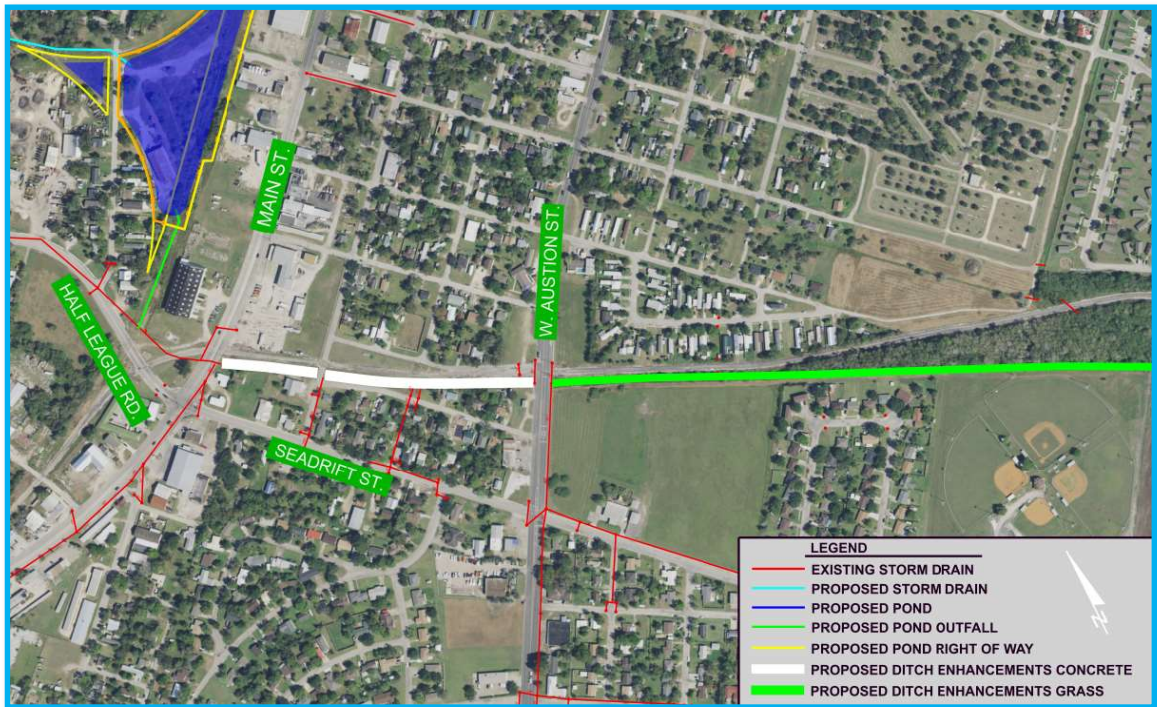 MAIN ST.
W. AUSTION ST.
HALF LEAGUE RD.
SEADRIFT ST.
LEGEND
EXISTING STORM DRAIN
PROPOSED STORM DRAIN
PROPOSED POND
PROPOSED POND OUTFALL
PROPOSED POND RIGHT OF WAY
PROPOSED DITCH ENHANCEMENTS CONCRETE
PROPOSED DITCH ENHANCEMENTS GRASS
N